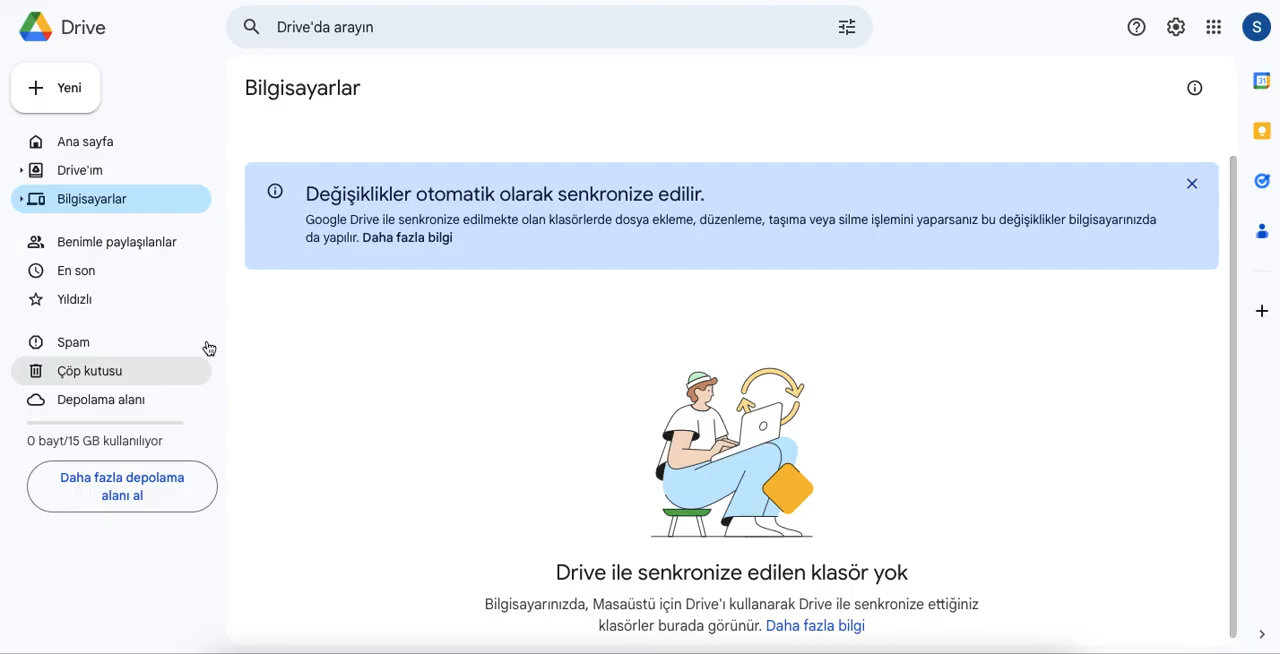 Drive
Drive'da arayın
S
Yeni
Bilgisayarlar
Ana sayfa
Drive'ım
Bilgisayarlar
Benimle paylaşılanlar
En son
Yıldızlı
Spam
Çöp kutusu
Depolama alanı
0 bayt/15 GB kullanılıyor
Daha fazla depolama
alanı al
Değişiklikler otomatik olarak senkronize edilir.
Google Drive ile senkronize edilmekte olan klasörlerde dosya ekleme, düzenleme, taşıma veya silme işlemini yaparsanız bu değişiklikler bilgisayarınızda
da yapılır. Daha fazla bilgi
Drive ile senkronize edilen klasör yok
Bilgisayarınızda, Masaüstü için Drive'ı kullanarak Drive ile senkronize ettiğiniz
klasörler burada görünür. Daha fazla bilgi
31